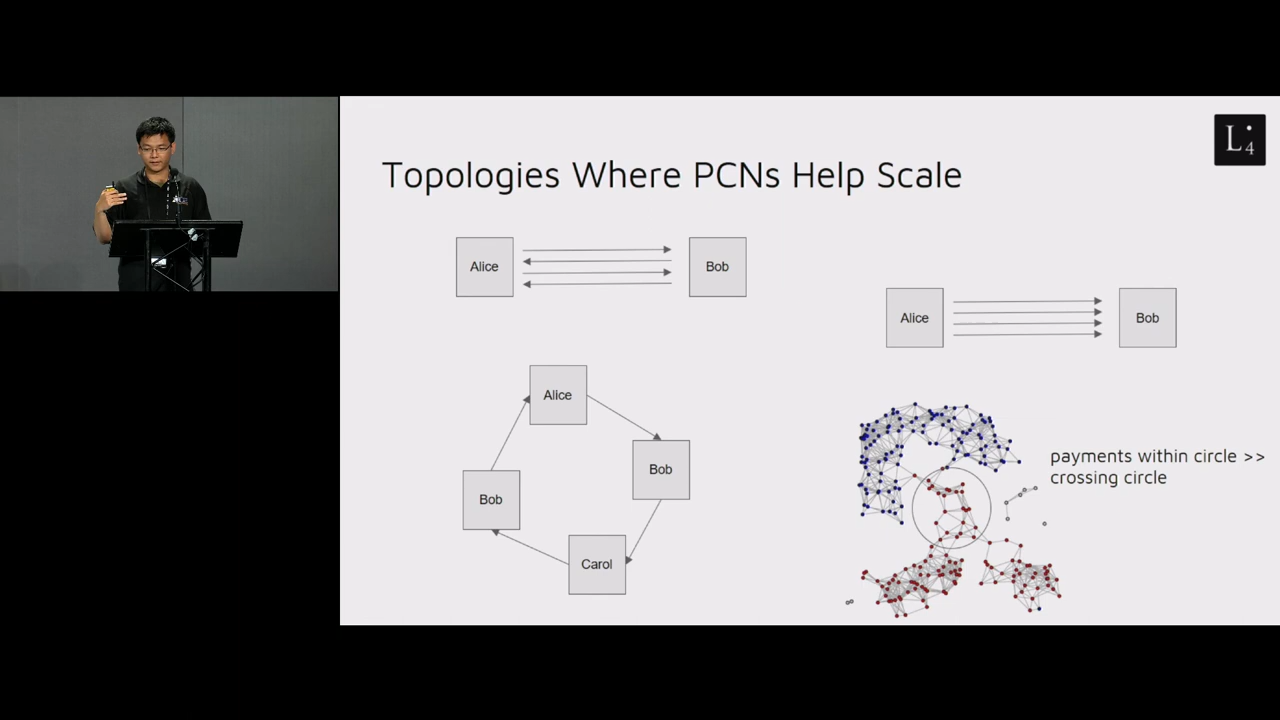 L4
Topologies Where PCNs Help Scale
Alice
Bob
Alice
Bob
Alice
Bob
Bob
Carol
payments within circle >>
crossing circle